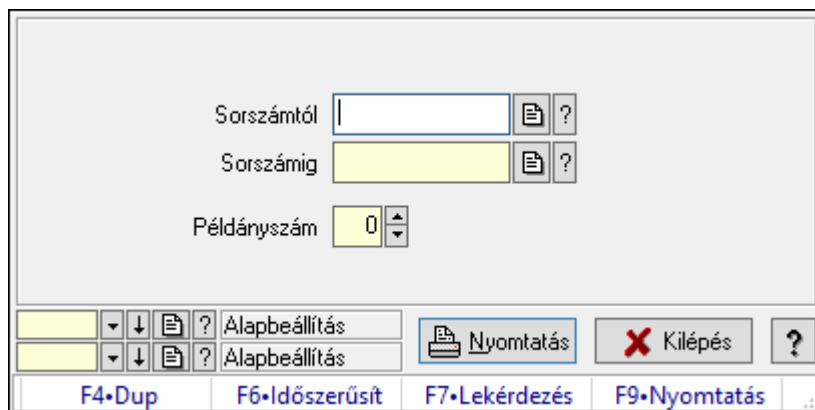 Sorszámtól ?
Sorszámig ?
Példányszám 0
? Alapbeállítás
? Alapbeállítás
Nyomtatás Kilépés ?
F4•Dup F6•Időszerűsít F7•Lekérdezés F9•Nyomtatás